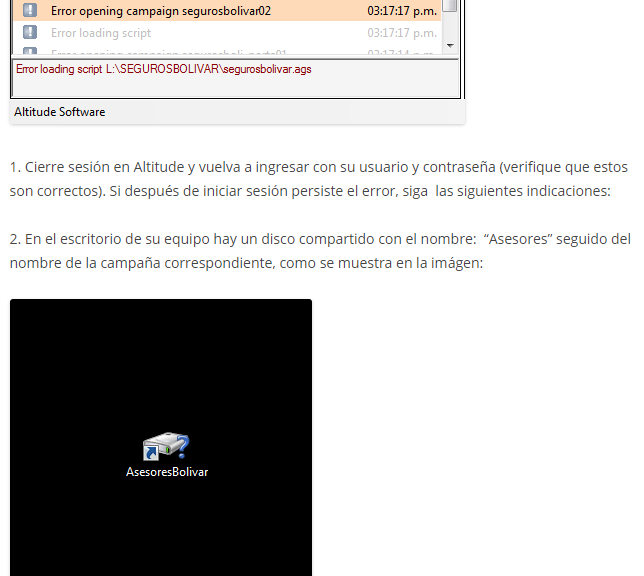 Error opening campaign segurosbolivar02 03:17:17 p.m.
Error loading script 03:17:17 p.m.
Error loading script L:\SEGUROSBOLIVAR\segurosbolivar.ags
Altitude Software
1. Cierre sesión en Altitude y vuelva a ingresar con su usuario y contraseña (verifique que estos
son correctos). Si después de iniciar sesión persiste el error, siga  las siguientes indicaciones:
2. En el escritorio de su equipo hay un disco compartido con el nombre:  “Asesores” seguido del
nombre de la campaña correspondiente, como se muestra en la imágen:
AsesoresBolivar